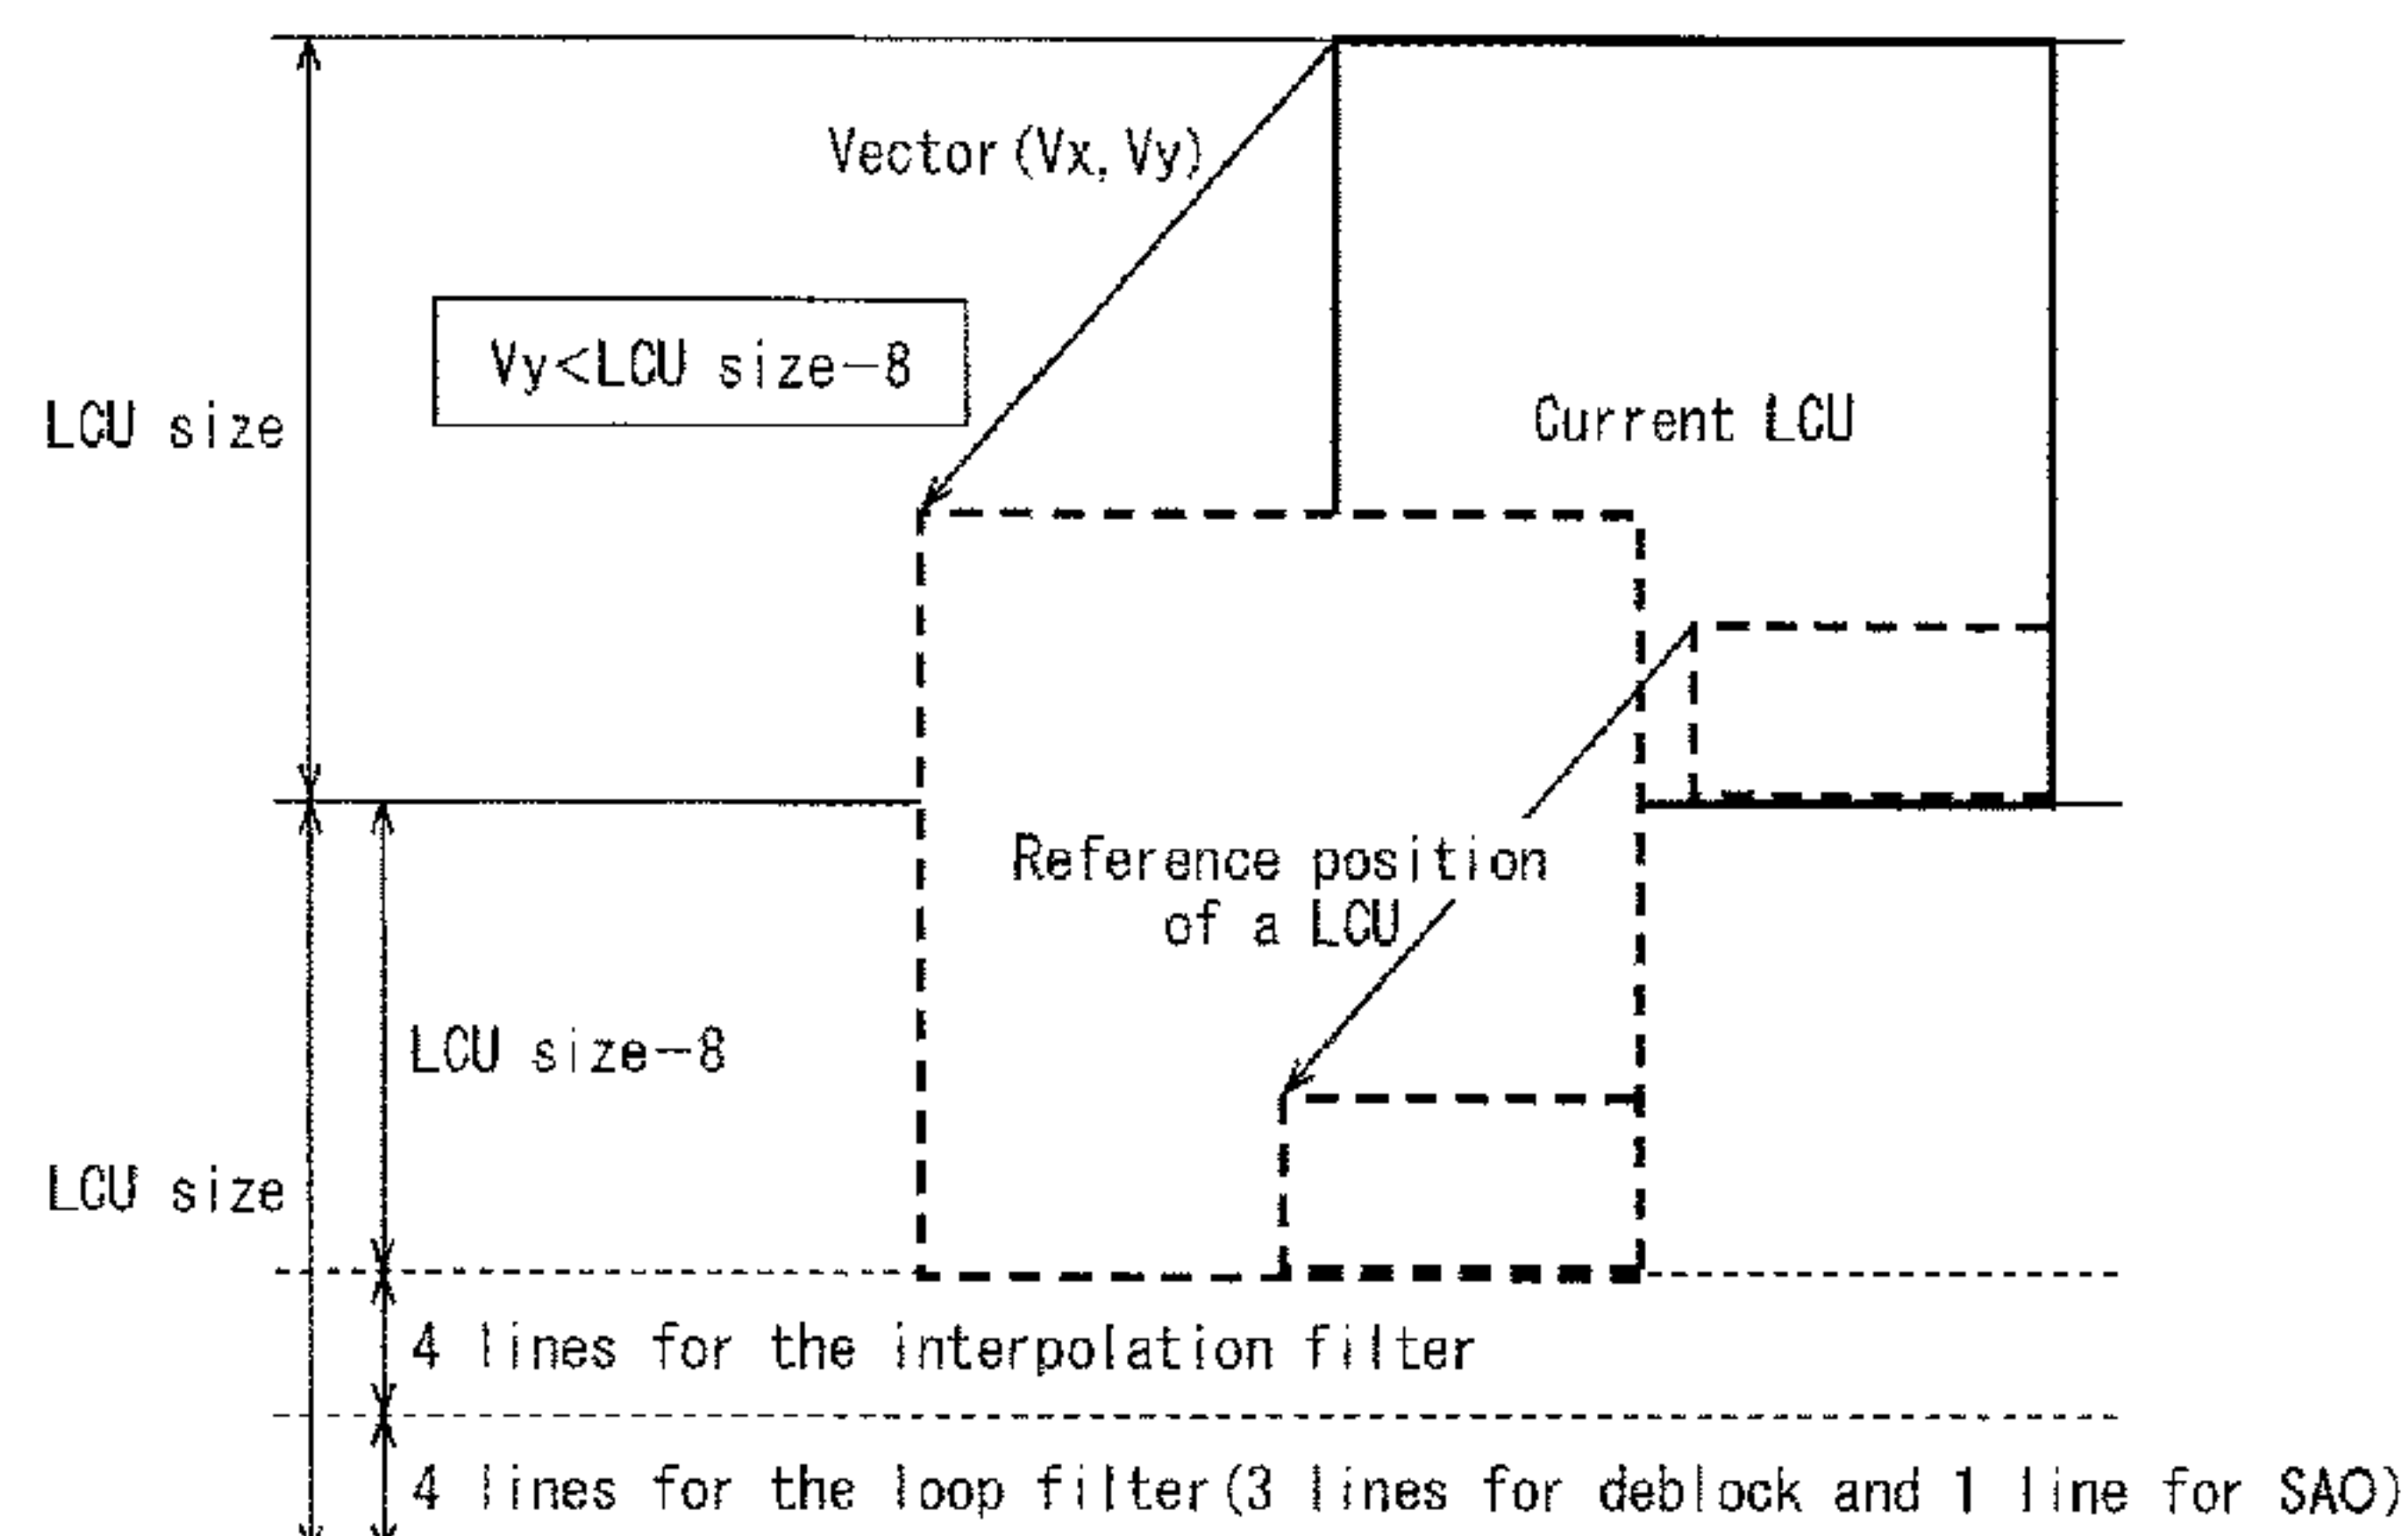 Vector(Vx, Vy)
Vy<LCU size-8
LCU size
Current LCU
Reference position
of a LCU
LCU size-8
LCU size
4 lines for the interpolation filter
4 lines for the loop filter(3 lines for deblock and 1 line for SAO)